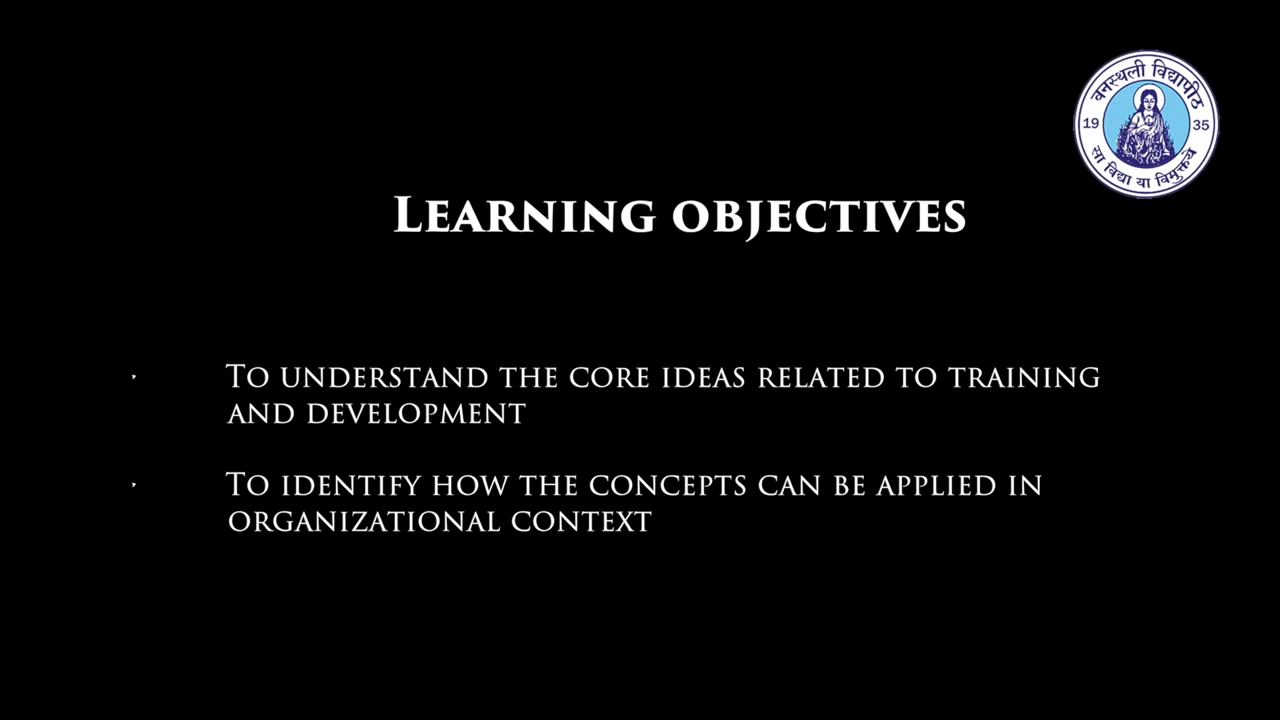 वनस्थली विद्यापीठ
19 35
सा विद्या या विमुक्तये
Learning objectives
To understand the core ideas related to training
and development
To identify how the concepts can be applied in
organizational context